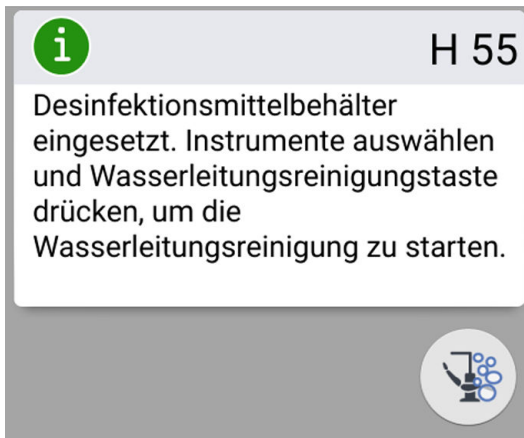 H 55
Desinfektionsmittelbehälter
eingesetzt. Instrumente auswählen
und Wasserleitungsreinigungstaste
drücken, um die
Wasserleitungsreinigung zu starten.